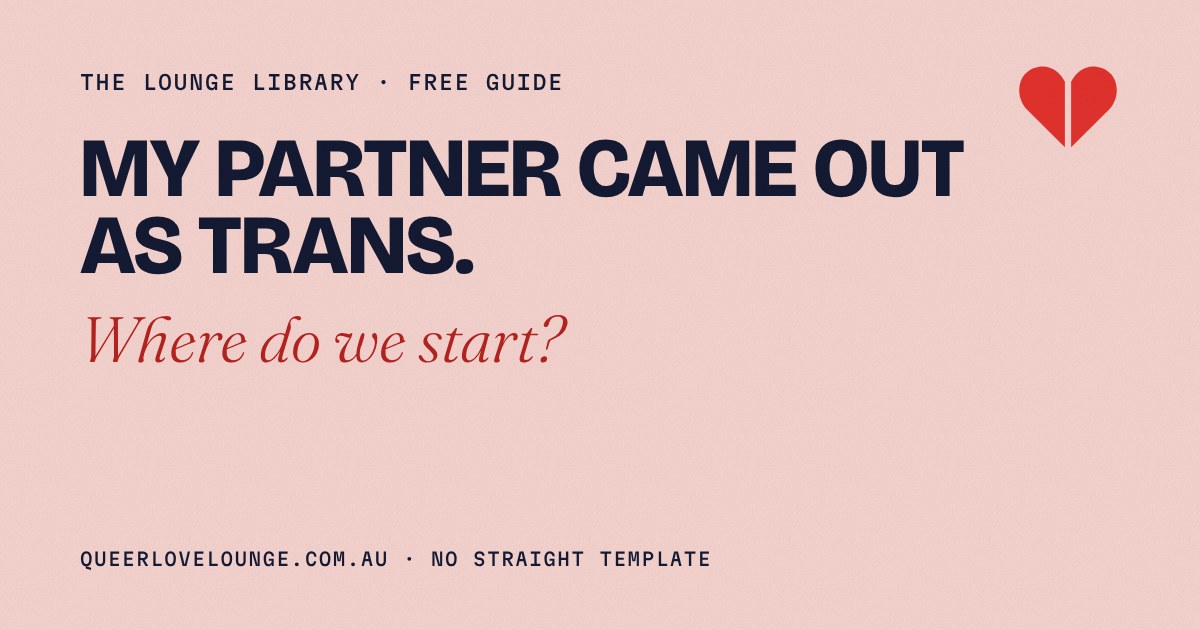 THE LOUNGE LIBRARY · FREE GUIDE
MY PARTNER CAME OUT
AS TRANS.
Where do we start?
QUEERLOVELOUNGE.COM.AU · NO STRAIGHT TEMPLATE